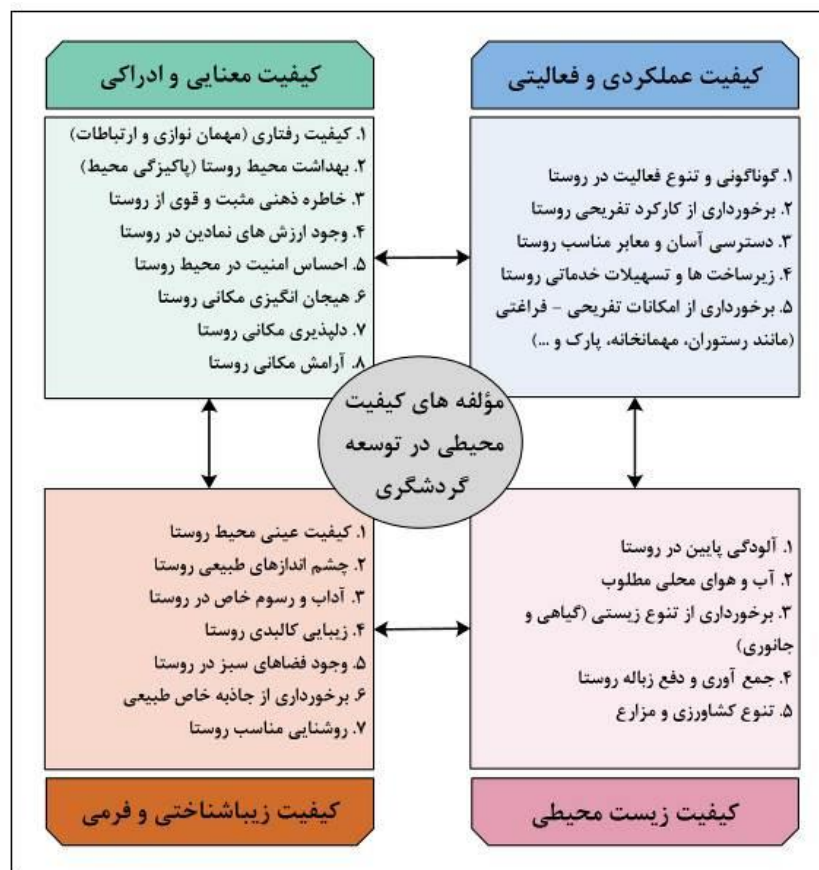 کیفیت عملکردی و فعالیتی
۱. گوناگونی و تنوع فعالیت در روستا
۲. برخورداری از کارکرد تفریحی روستا
۳. دسترسی آسان و معابر مناسب روستا
۴. زیرساخت ها و تسهیلات خدماتی روستا
۵. برخورداری از امکانات تفریحی - فراغتی
(مانند رستوران، مهمانخانه، پارک و ...)
کیفیت معنایی و ادراکی
۱. کیفیت رفتاری (مهمان نوازی و ارتباطات)
۲. بهداشت محیط روستا (پاکیزگی محیط)
۳. خاطره ذهنی مثبت و قوی از روستا
۴. وجود ارزش های نمادین در روستا
۵. احساس امنیت در محیط روستا
۶. هیجان انگیزی مکانی روستا
۷. دلپذیری مکانی روستا
۸. آرامش مکانی روستا
مؤلفه های کیفیت
محیطی در توسعه
گردشگری
۱. آلودگی پایین در روستا
۲. آب و هوای محلی مطلوب
۳. برخورداری از تنوع زیستی (گیاهی و
جانوری)
۴. جمع آوری و دفع زباله روستا
۵. تنوع کشاورزی و مزارع
کیفیت زیست محیطی
۱. کیفیت عینی محیط روستا
۲. چشم اندازهای طبیعی روستا
۳. آداب و رسوم خاص در روستا
۴. زیبایی کالبدی روستا
۵. وجود فضاهای سبز در روستا
۶. برخورداری از جاذبه خاص طبیعی
۷. روشنایی مناسب روستا
کیفیت زیباشناختی و فرمی